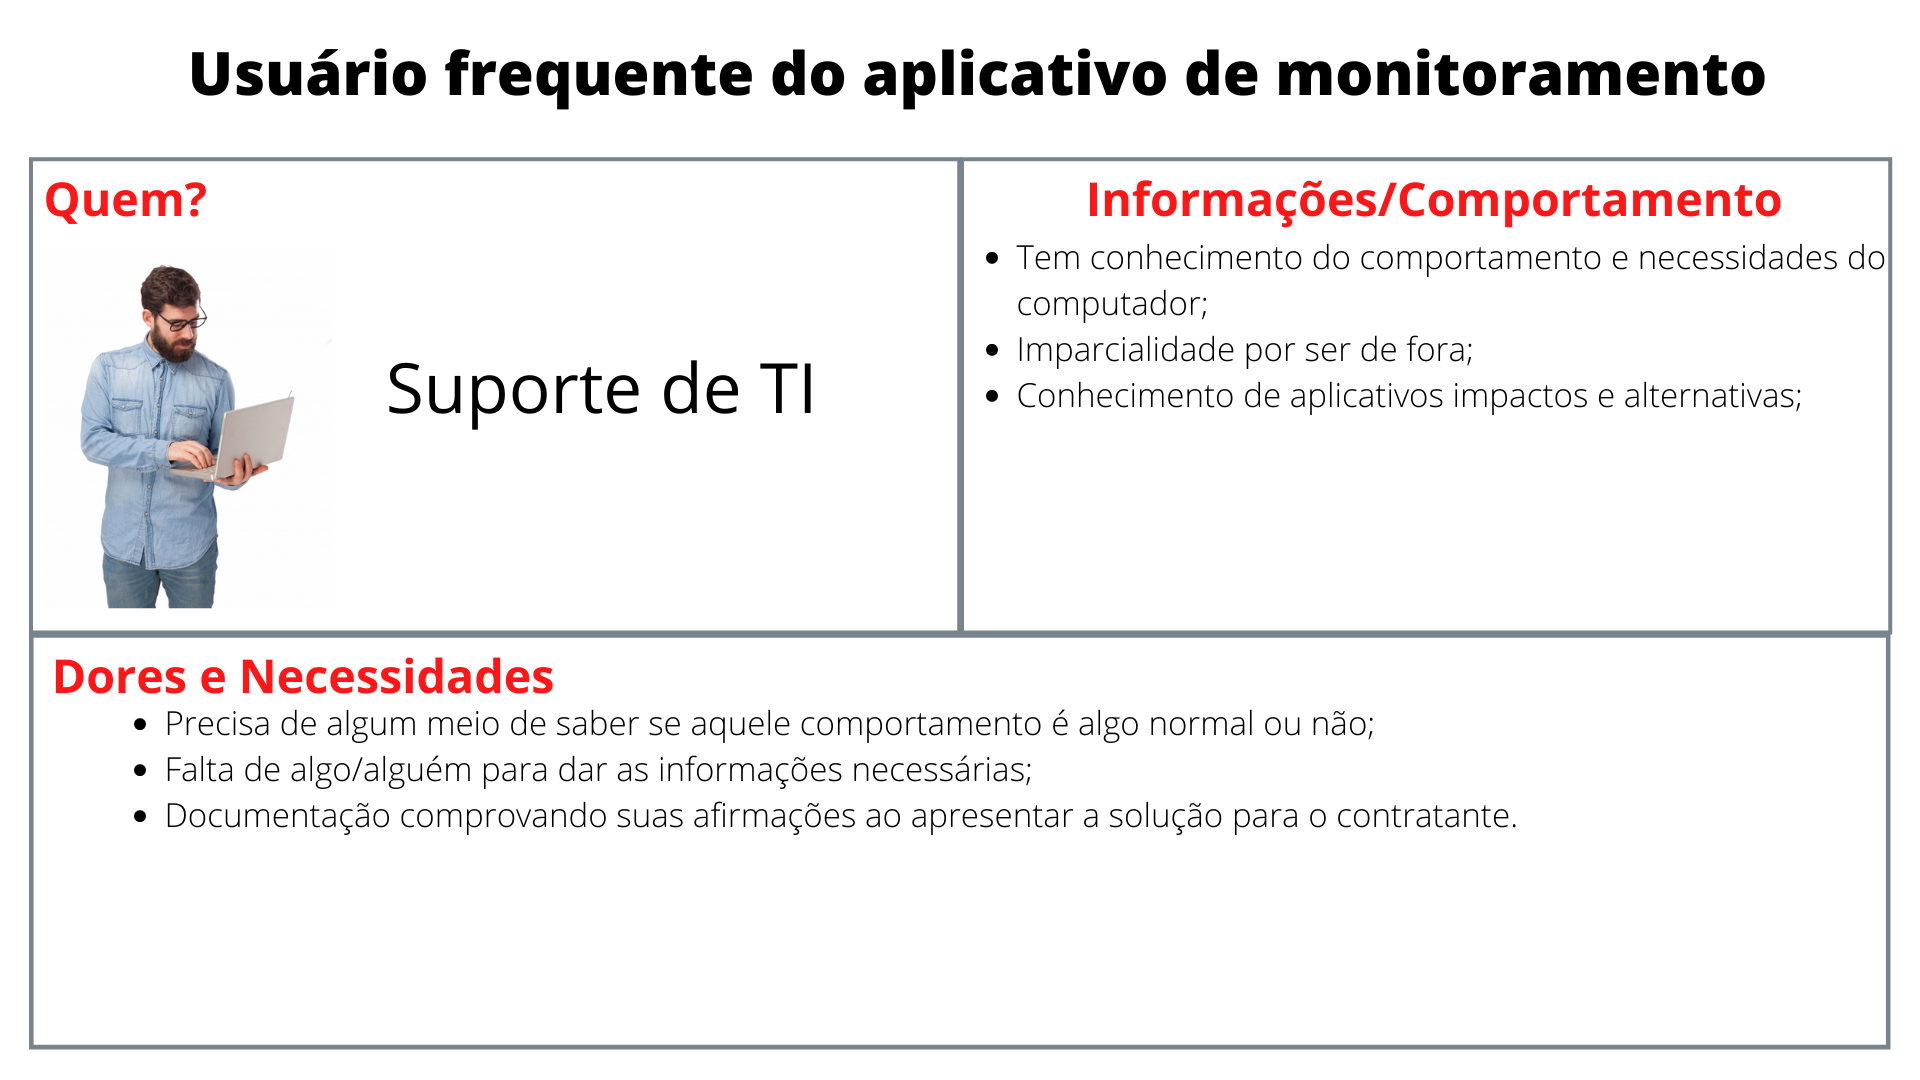 Usuário frequente do aplicativo de monitoramento
Quem?
Suporte de TI
Informações/Comportamento
• Tem conhecimento do comportamento e necessidades do
computador;
• Imparcialidade por ser de fora;
• Conhecimento de aplicativos impactos e alternativas;
Dores e Necessidades
• Precisa de algum meio de saber se aquele comportamento é algo normal ou não;
• Falta de algo/alguém para dar as informações necessárias;
• Documentação comprovando suas afirmações ao apresentar a solução para o contratante.